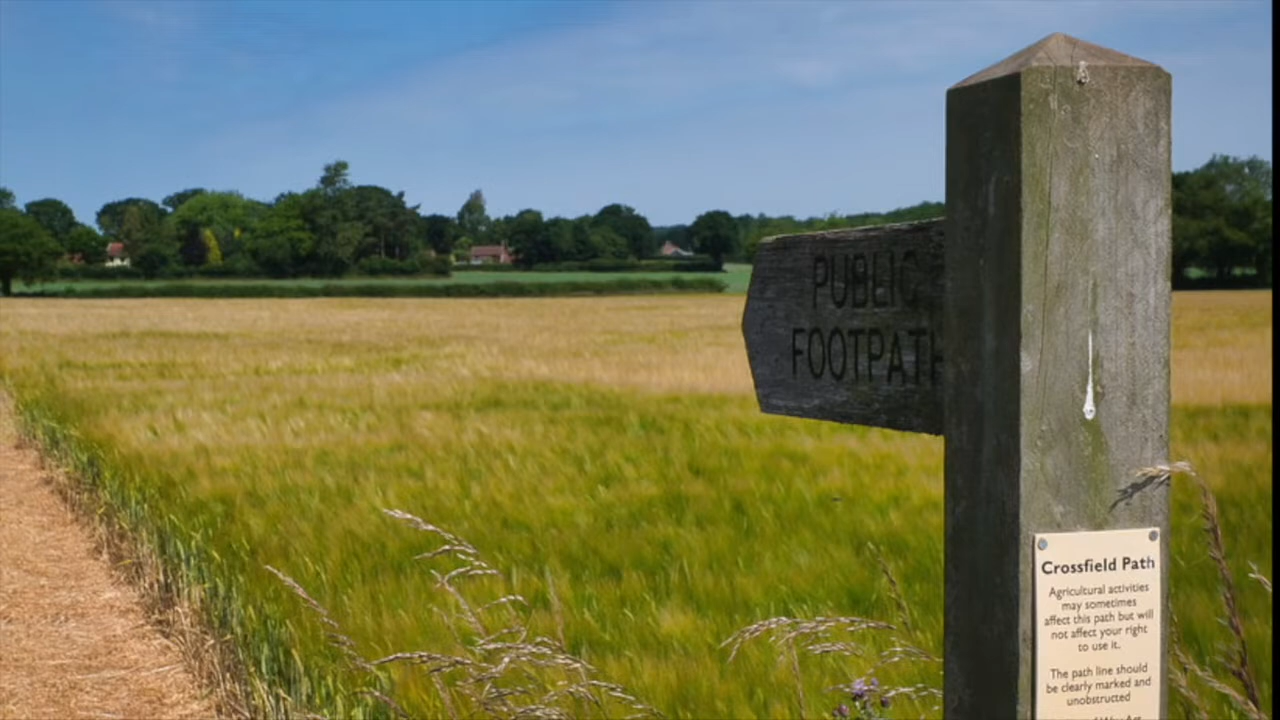 PUBLIC
FOOTPATH
Crossfield Path
Agricultural activities
may sometimes
affect this path but will
not affect your right
to use it.
The path line should
be clearly marked and
unobstructed